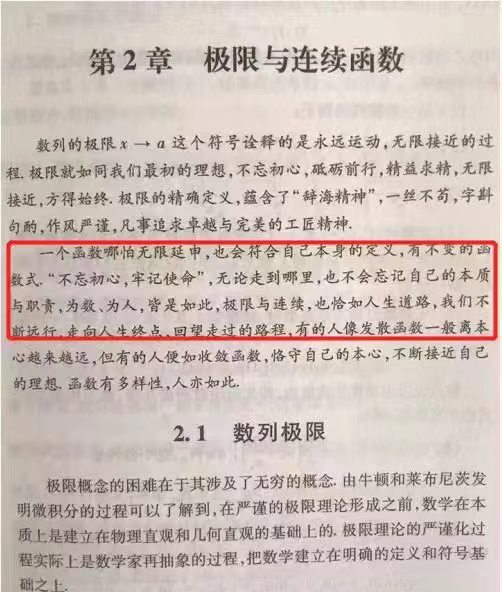 第2章 极限与连续函数
数列的极限 x → a 这个符号诠释的是永远运动,无限接近的过
程.极限就如同我们最初的理想,不忘初心,砥砺前行,精益求精,无限
接近,方得始终.极限的精确定义,蕴含了“辞海精神”,一丝不苟,字斟
句酌,作风严谨,凡事追求卓越与完美的工匠精神.
一个函数哪怕无限延申,也会符合自己本身的定义,有不变的函
数式.“不忘初心,牢记使命”,无论走到哪里,也不会忘记自己的本质
与职责,为数、为人,皆是如此,极限与连续,也恰如人生道路,我们不
断远行,走向人生终点,回望走过的路程,有的人像发散函数一般离本
心越来越远,但有的人便如收敛函数,恪守自己的本心,不断接近自己
的理想.函数有多样性,人亦如此.
2.1 数列极限
极限概念的困难在于其涉及了无穷的概念.由牛顿和莱布尼茨发
明微积分的过程可以了解到,在严谨的极限理论形成之前,数学在本
质上是建立在物理直观和几何直观的基础上的.极限理论的严谨化过
程实际上是数学家再抽象的过程,把数学建立在明确的定义和符号基
础之上.